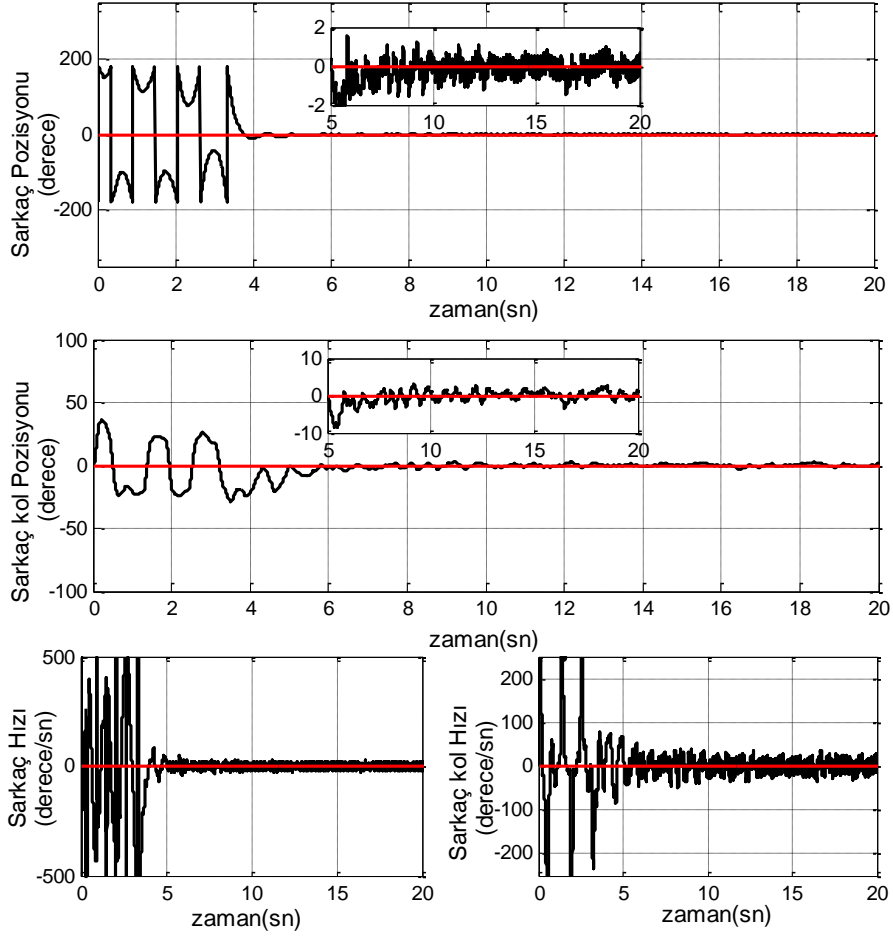 200
0
-200
Sarkaç Pozisyonu
(derece)
2
0
-2
5 10 15 20
0 2 4 6 8 10 12 14 16 18 20
zaman(sn)
100
50
0
-50
-100
Sarkaç kol Pozisyonu
(derece)
10
0
-10
5 10 15 20
0 2 4 6 8 10 12 14 16 18 20
zaman(sn)
500
0
-500
Sarkaç Hızı
(derece/sn)
0 5 10 15 20
zaman(sn)
200
100
0
-100
-200
Sarkaç kol Hızı
(derece/sn)
0 5 10 15 20
zaman(sn)